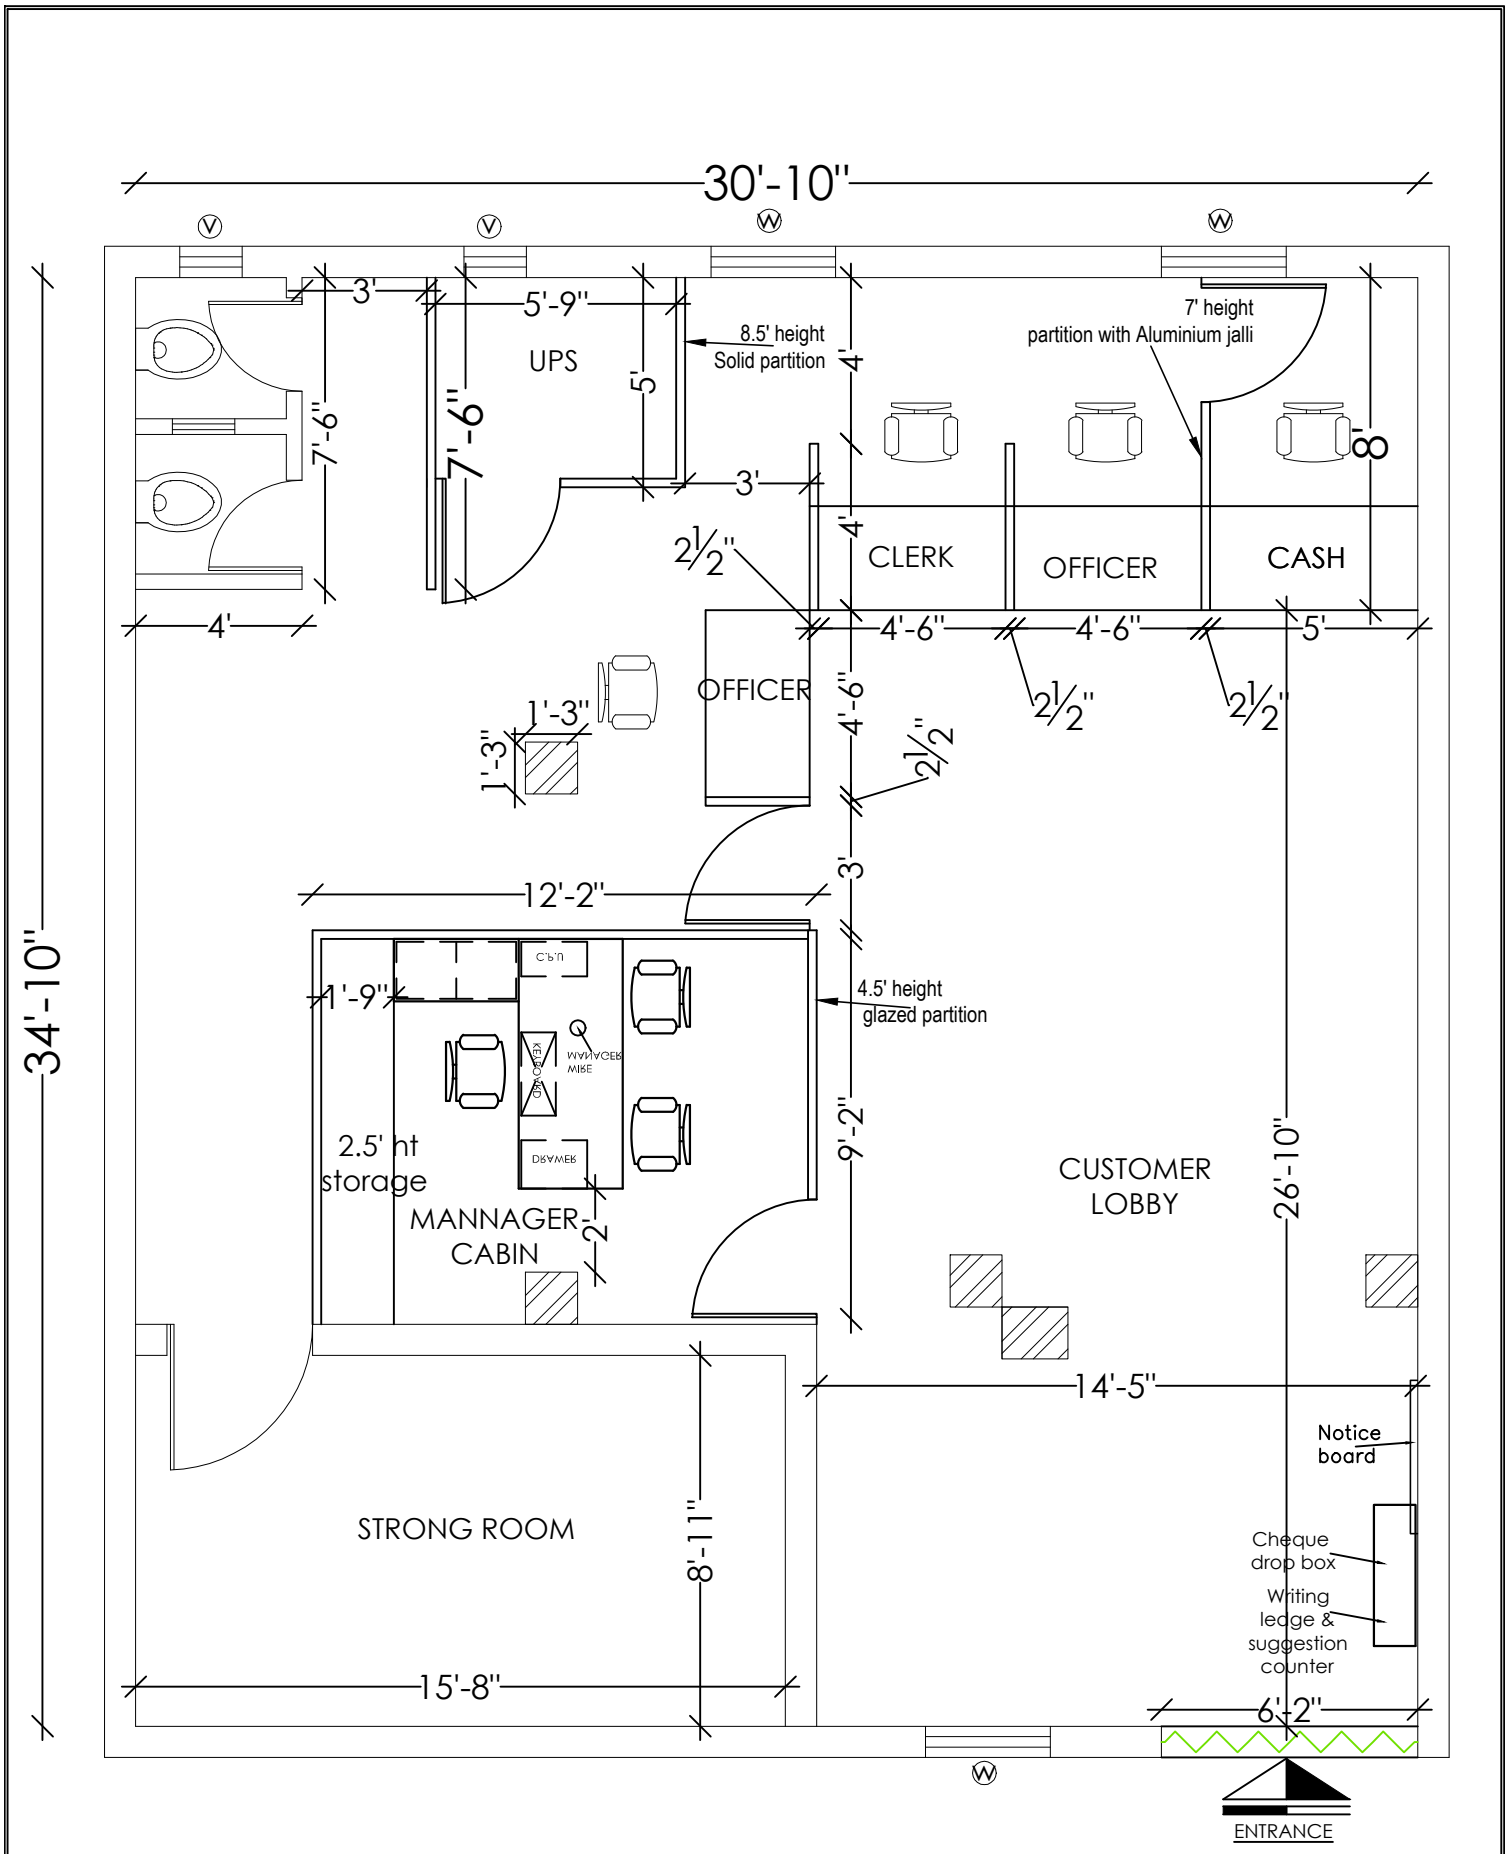 30'-10"
V
V
W
W
3'
5'-9"
UPS
8.5' height
Solid partition
7' height
partition with Aluminium jalli
4'
5'
7'-6"
7'-6"
8'
3'
2½"
4'
CLERK
OFFICER
CASH
4'
4'-6"
4'-6"
5'
OFFICER
4'-6"
2½"
2½"
1'-3"
1'-3"
2½"
3'
12'-2"
34'-10"
C.P.U
1'-9"
4.5' height
glazed partition
KEYBOARD
MANAGER
WIRE
2.5' ht
storage
DRAWER
9'-2"
CUSTOMER
LOBBY
26'-10"
MANNAGER
CABIN
2'
14'-5"
Notice
board
STRONG ROOM
8'-11"
Cheque
drop box
Writing
ledge &
suggestion
counter
15'-8"
6'-2"
W
ENTRANCE